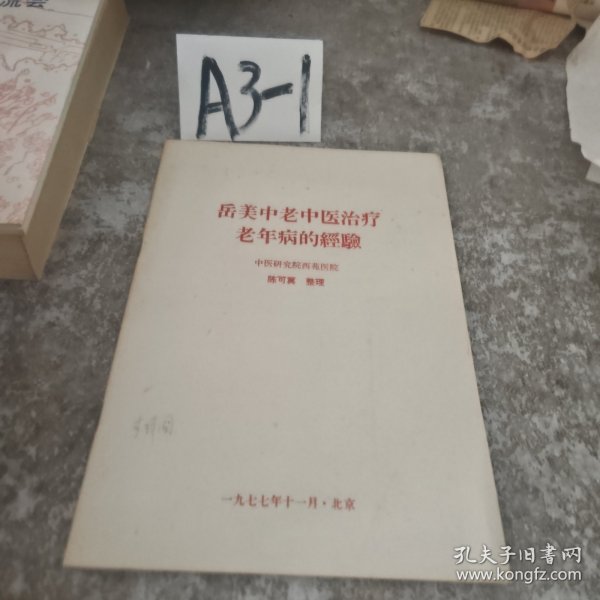 A3-1
岳美中老中医治疗
老年病的經驗
中医研究院西苑医院
陈可冀 整理
一九七七年十一月·北京
孔夫子旧书网
www.kongfz.com